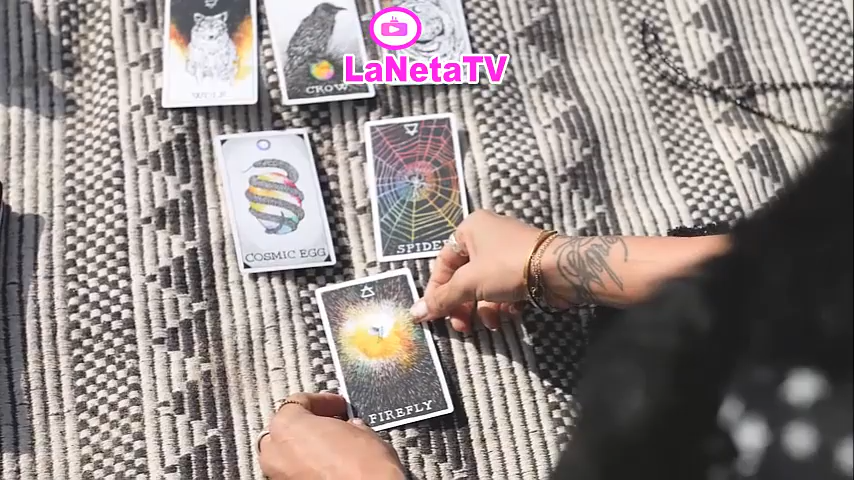 LaNetaTV
CROW
COSMIC EGG
SPIDER
FIREFLY